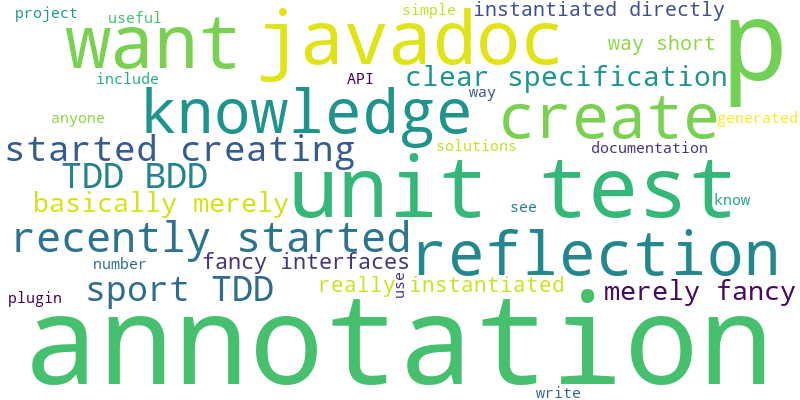 project
useful
simple
instantiated directly
want
javadoc
p
way short
include
API
clear specification
way
knowledge
create
anyone
generated
started creating
solutions
documentation
TDD BDD
unit test
basically merely
see
know
recently started
reflection
number
fancy interfaces
sport TDD
really instantiated
use
merely fancy
plugin
annotation
write